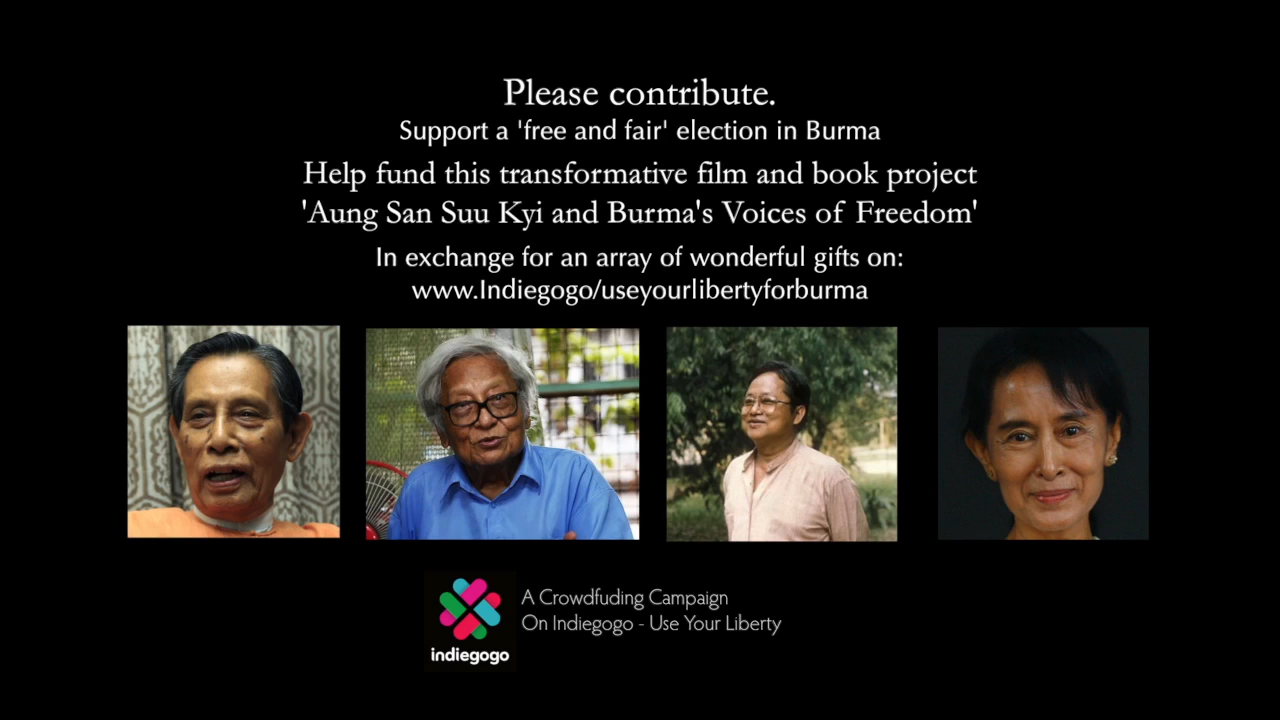 Please contribute.
Support a 'free and fair' election in Burma
Help fund this transformative film and book project
'Aung San Suu Kyi and Burma's Voices of Freedom'
In exchange for an array of wonderful gifts on:
www.Indiegogo/useyourlibertyforburma
A Crowdfuding Campaign
On Indiegogo - Use Your Liberty
indiegogo